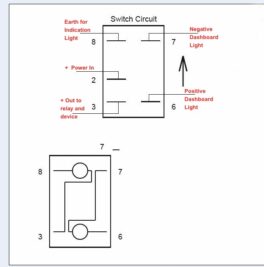 Switch Circuit
Earth for
Indication
Light
8
7
Negative
Dashboard
Light
+ Power In
2
+ Out to
relay and
device
3
6
Positive
Dashboard
Light
7
8
7
3
6